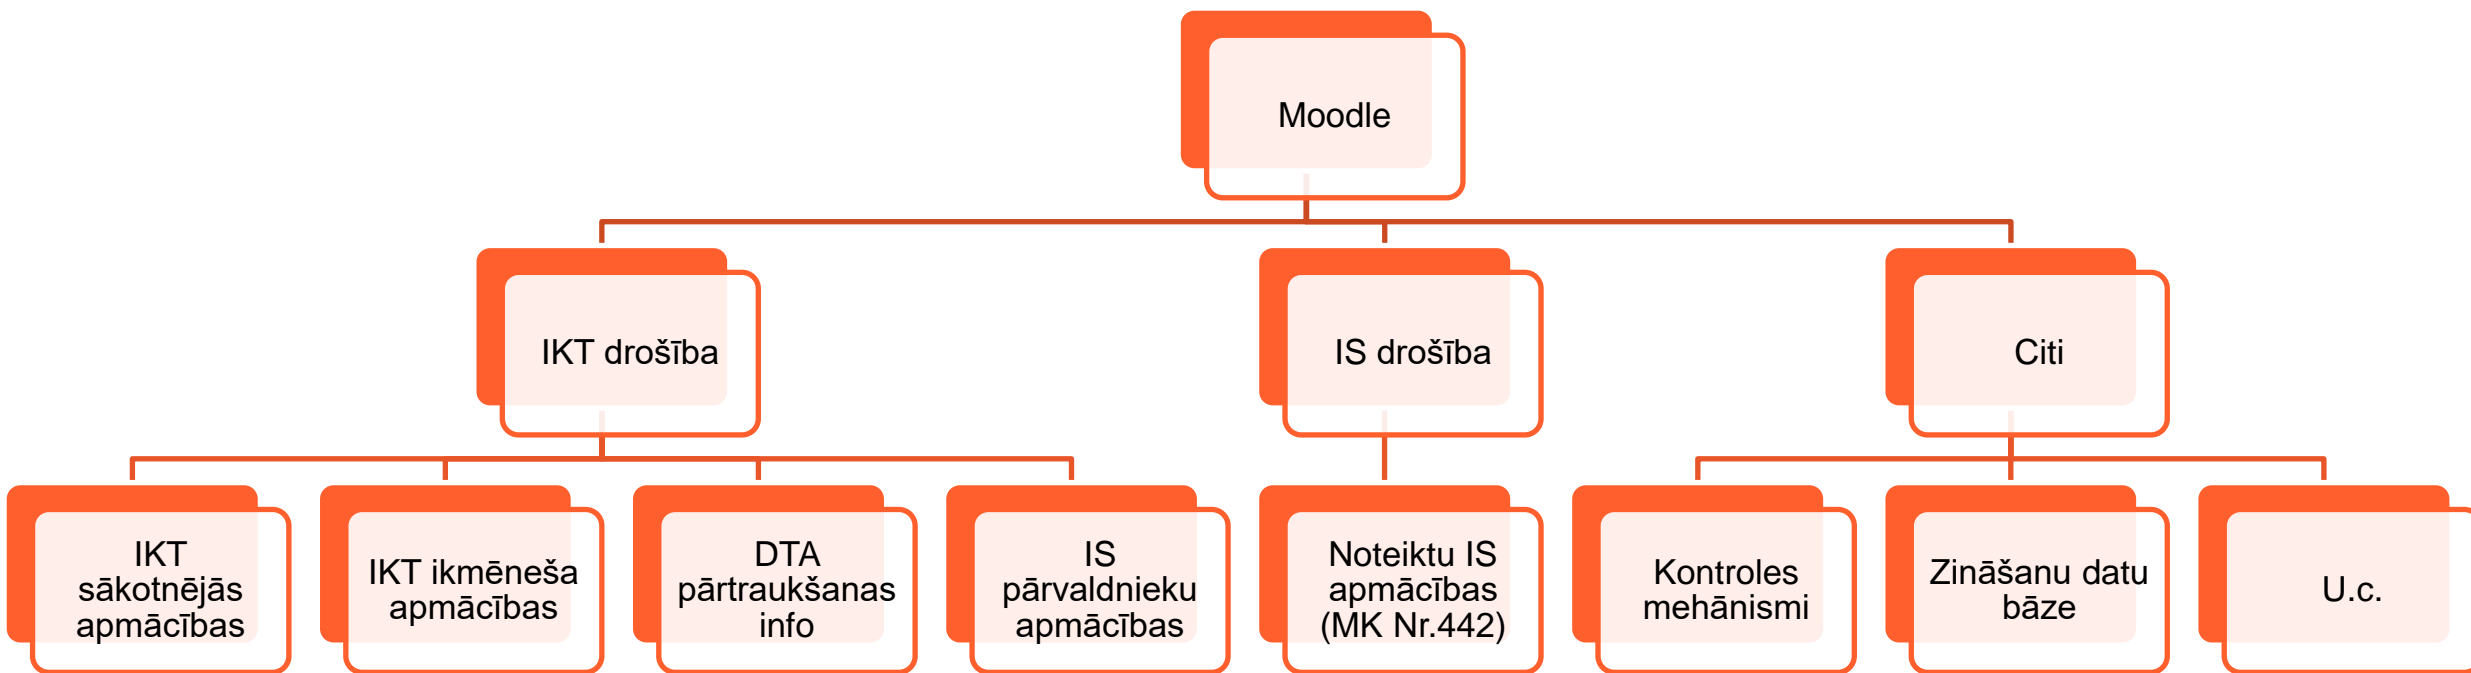 Moodle
IKT drošība
IS drošība
Citi
IKT
sākotnējās
apmācības
IKT ikmēneša
apmācības
DTA
pārtraukšanas
info
IS
pārvaldnieku
apmācības
Noteiktu IS
apmācības
(MK Nr.442)
Kontroles
mehānismi
Zināšanu datu
bāze
U.c.